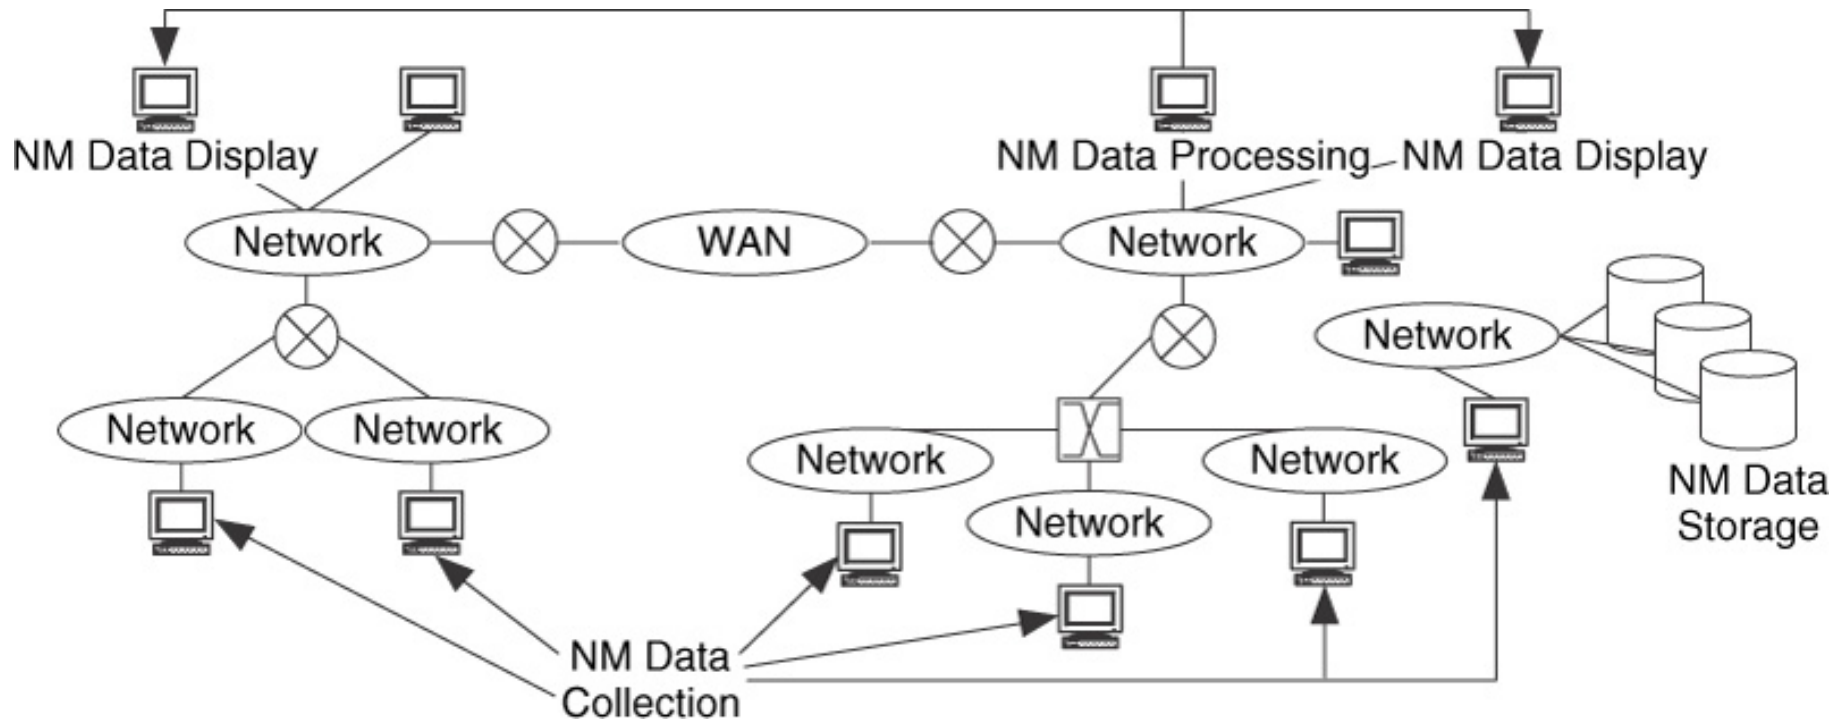 NM Data Display
NM Data Processing
NM Data Display
Network
WAN
Network
Network
Network
Network
Network
Network
Network
NM Data
Storage
Network
NM Data
Collection